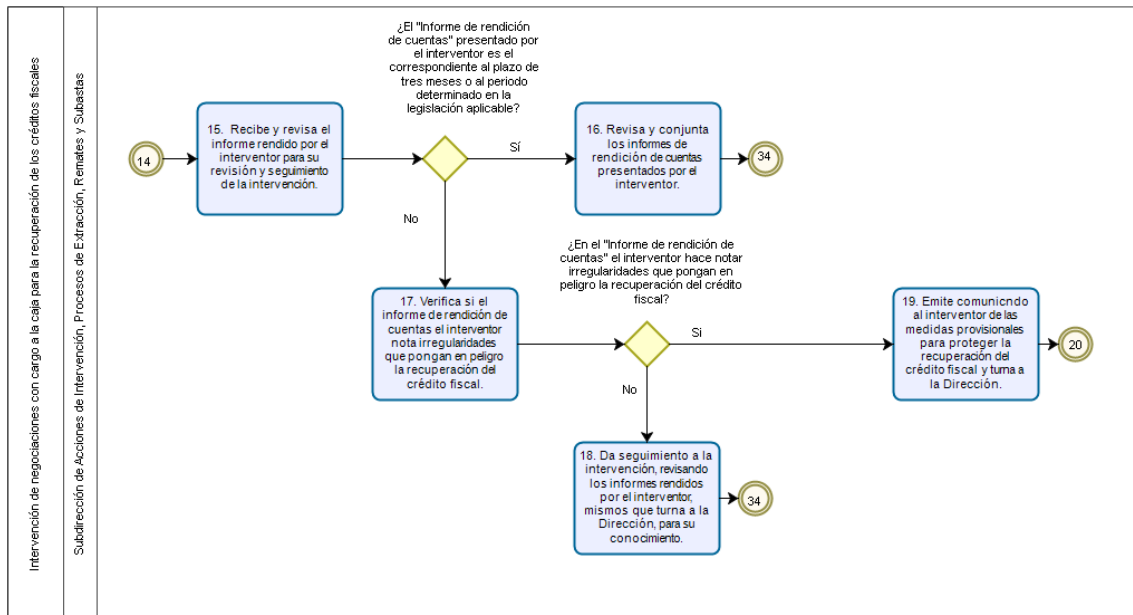 Intervención de negociaciones con cargo a la caja para la recuperación de los créditos fiscales
Subdirección de Acciones de Intervención, Procesos de Extracción, Remates y Subastas
14
15. Recibe y revisa el
informe rendido por el
interventor para su
revisión y seguimiento
de la intervención.
¿El "Informe de rendición
de cuentas" presentado por
el interventor es el
correspondiente al plazo de
tres meses o al periodo
determinado en la
legislación aplicable?
Sí
16. Revisa y conjunta
los informes de
rendición de cuentas
presentados por el
interventor.
34
No
17. Verifica si el
informe de rendición de
cuentas el interventor
nota irregularidades
que pongan en peligro
la recuperación del
crédito fiscal.
¿En el "Informe de rendición de
cuentas" el interventor hace notar
irregularidades que pongan en
peligro la recuperación del crédito
fiscal?
Si
19. Emite comunicndo
al interventor de las
medidas provisionales
para proteger la
recuperación del
crédito fiscal y turna a
la Dirección.
20
No
18. Da seguimiento a la
intervención, revisando
los informes rendidos
por el interventor,
mismos que turna a la
Dirección, para su
conocimiento.
34